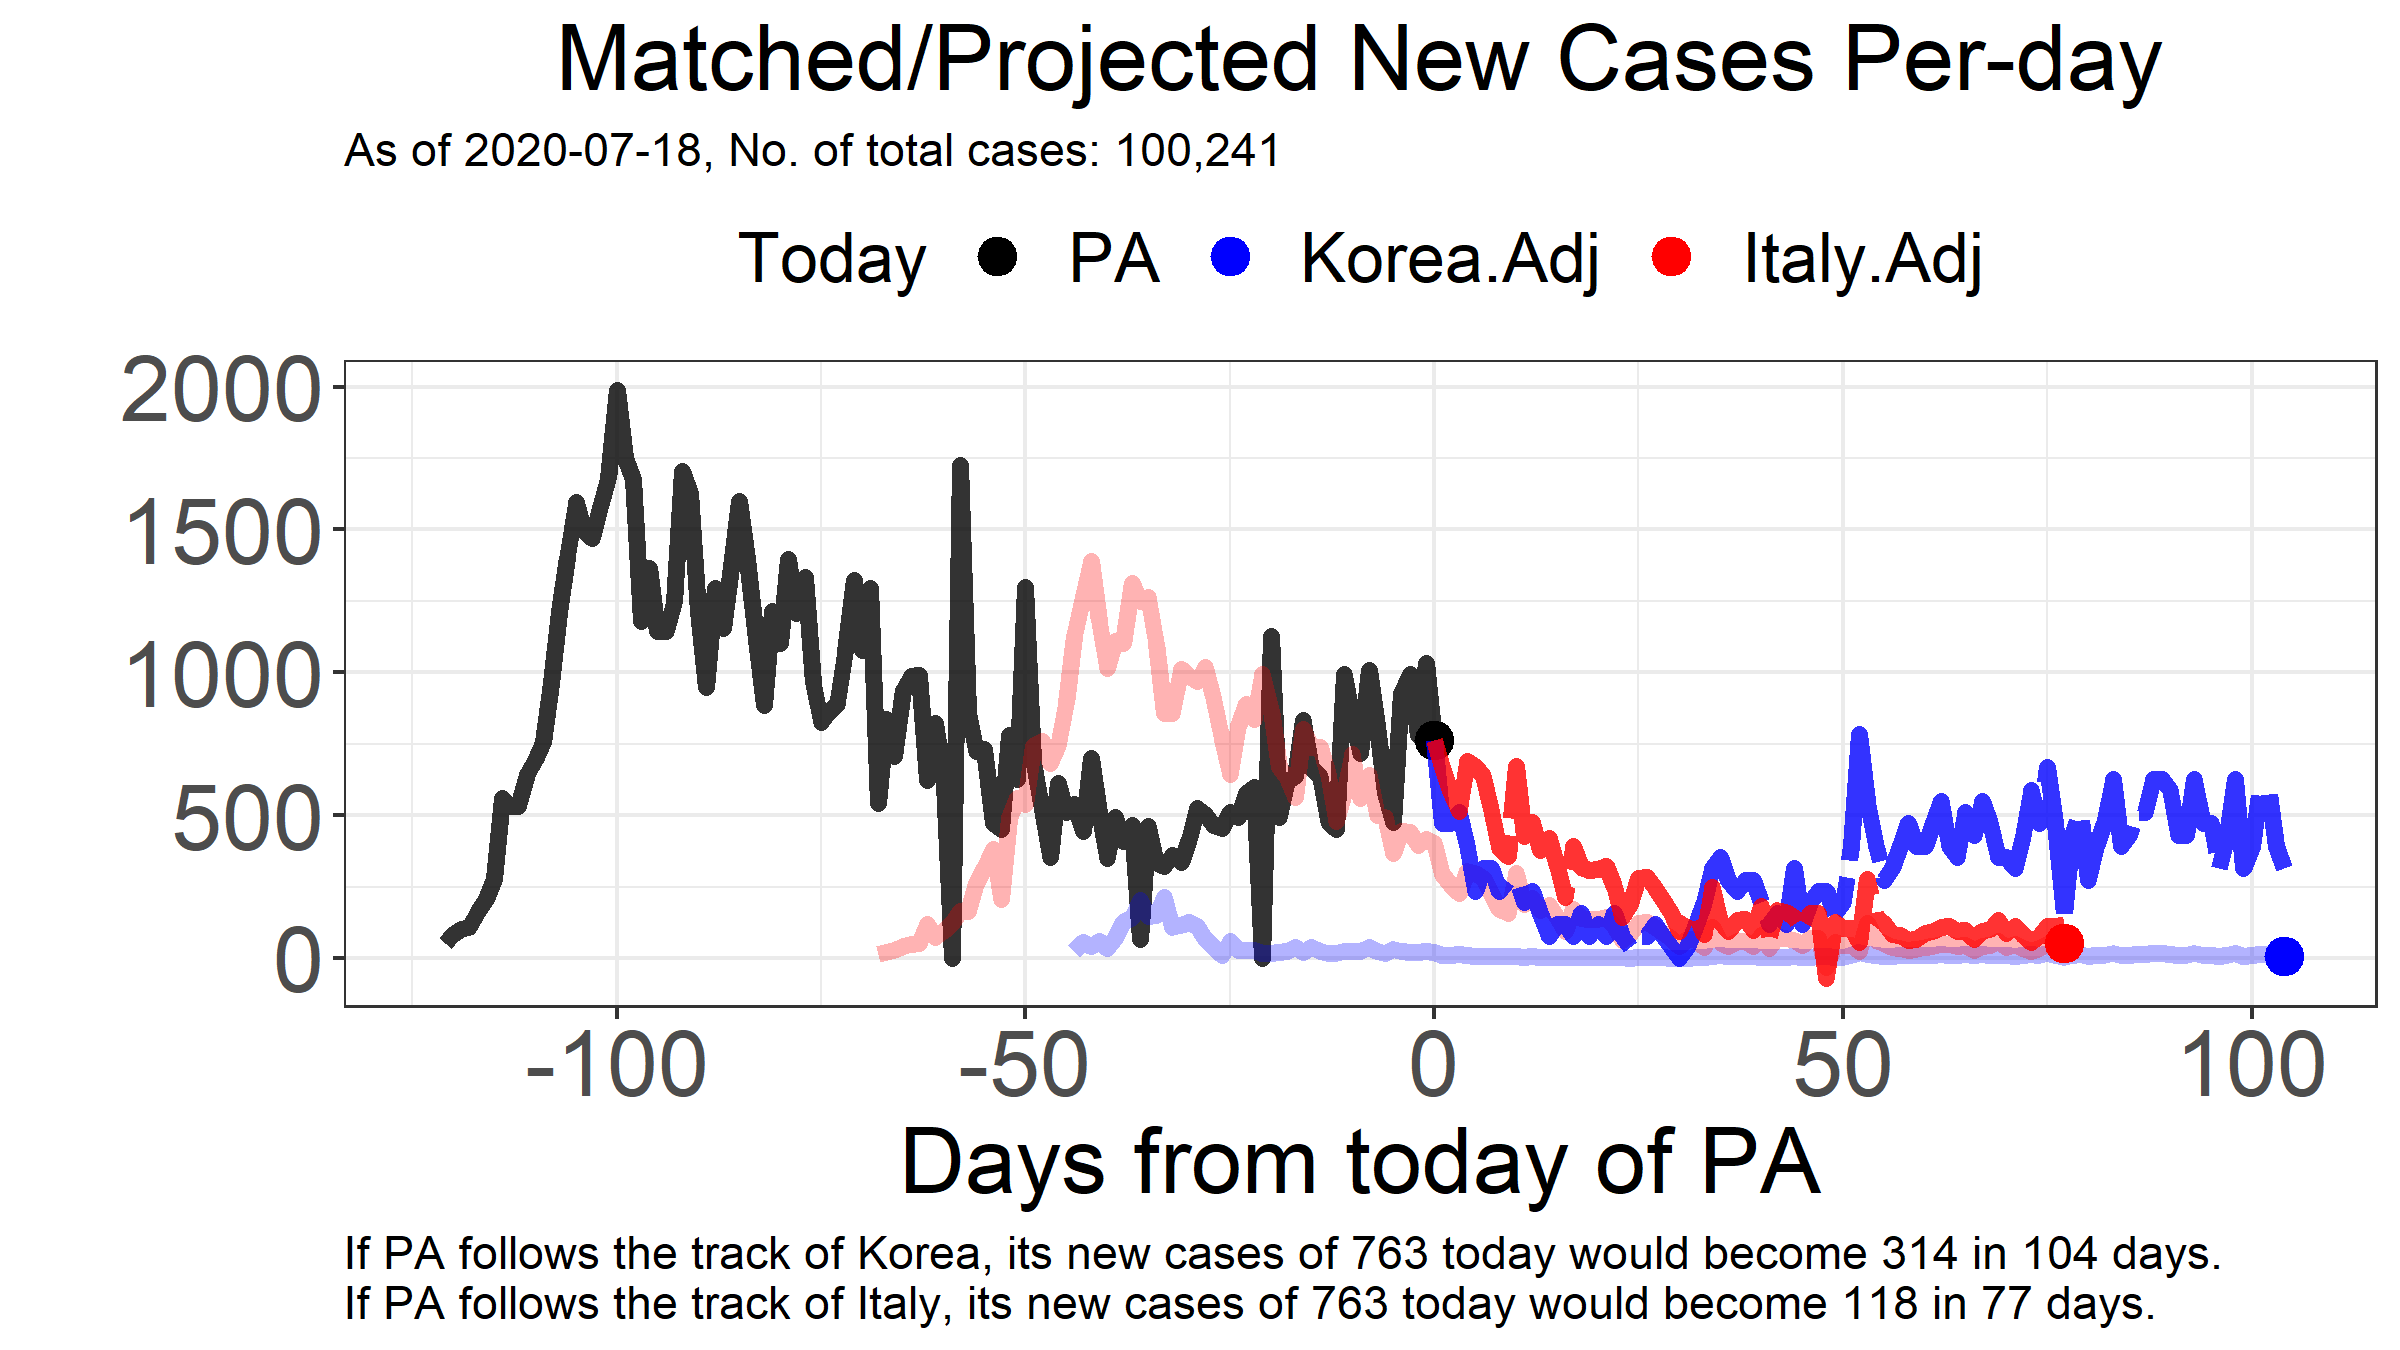 Matched/Projected New Cases Per-day
As of 2020-07-18, No. of total cases: 100,241
Today PA Korea.Adj Italy.Adj
2000
1500
1000
500
0
-100 -50 0 50 100
Days from today of PA
If PA follows the track of Korea, its new cases of 763 today would become 314 in 104 days.
If PA follows the track of Italy, its new cases of 763 today would become 118 in 77 days.